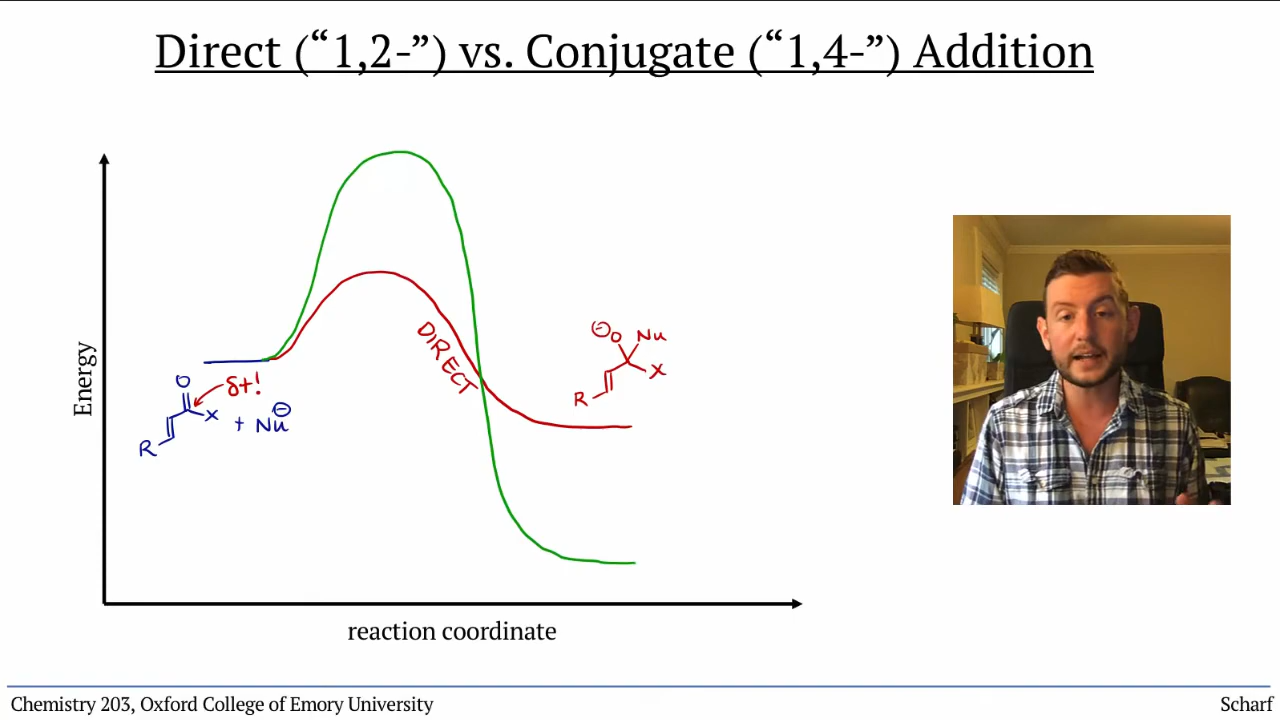 Direct (“1,2-”) vs. Conjugate (“1,4-”) Addition
Energy
DIRECT
⊖O Nu
X
R
O
δ+!
X + Nu⊖
R
reaction coordinate
Chemistry 203, Oxford College of Emory University
Scharf